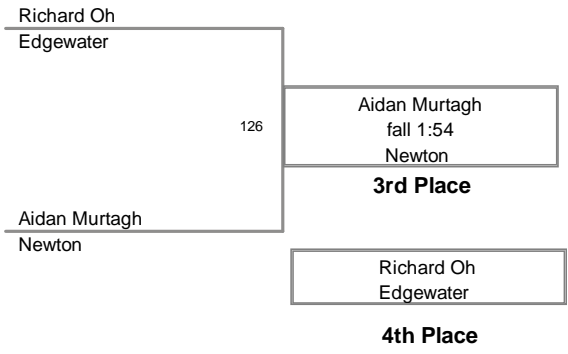 Richard Oh
Edgewater
126
Aidan Murtagh
fall 1:54
Newton
3rd Place
Aidan Murtagh
Newton
Richard Oh
Edgewater
4th Place